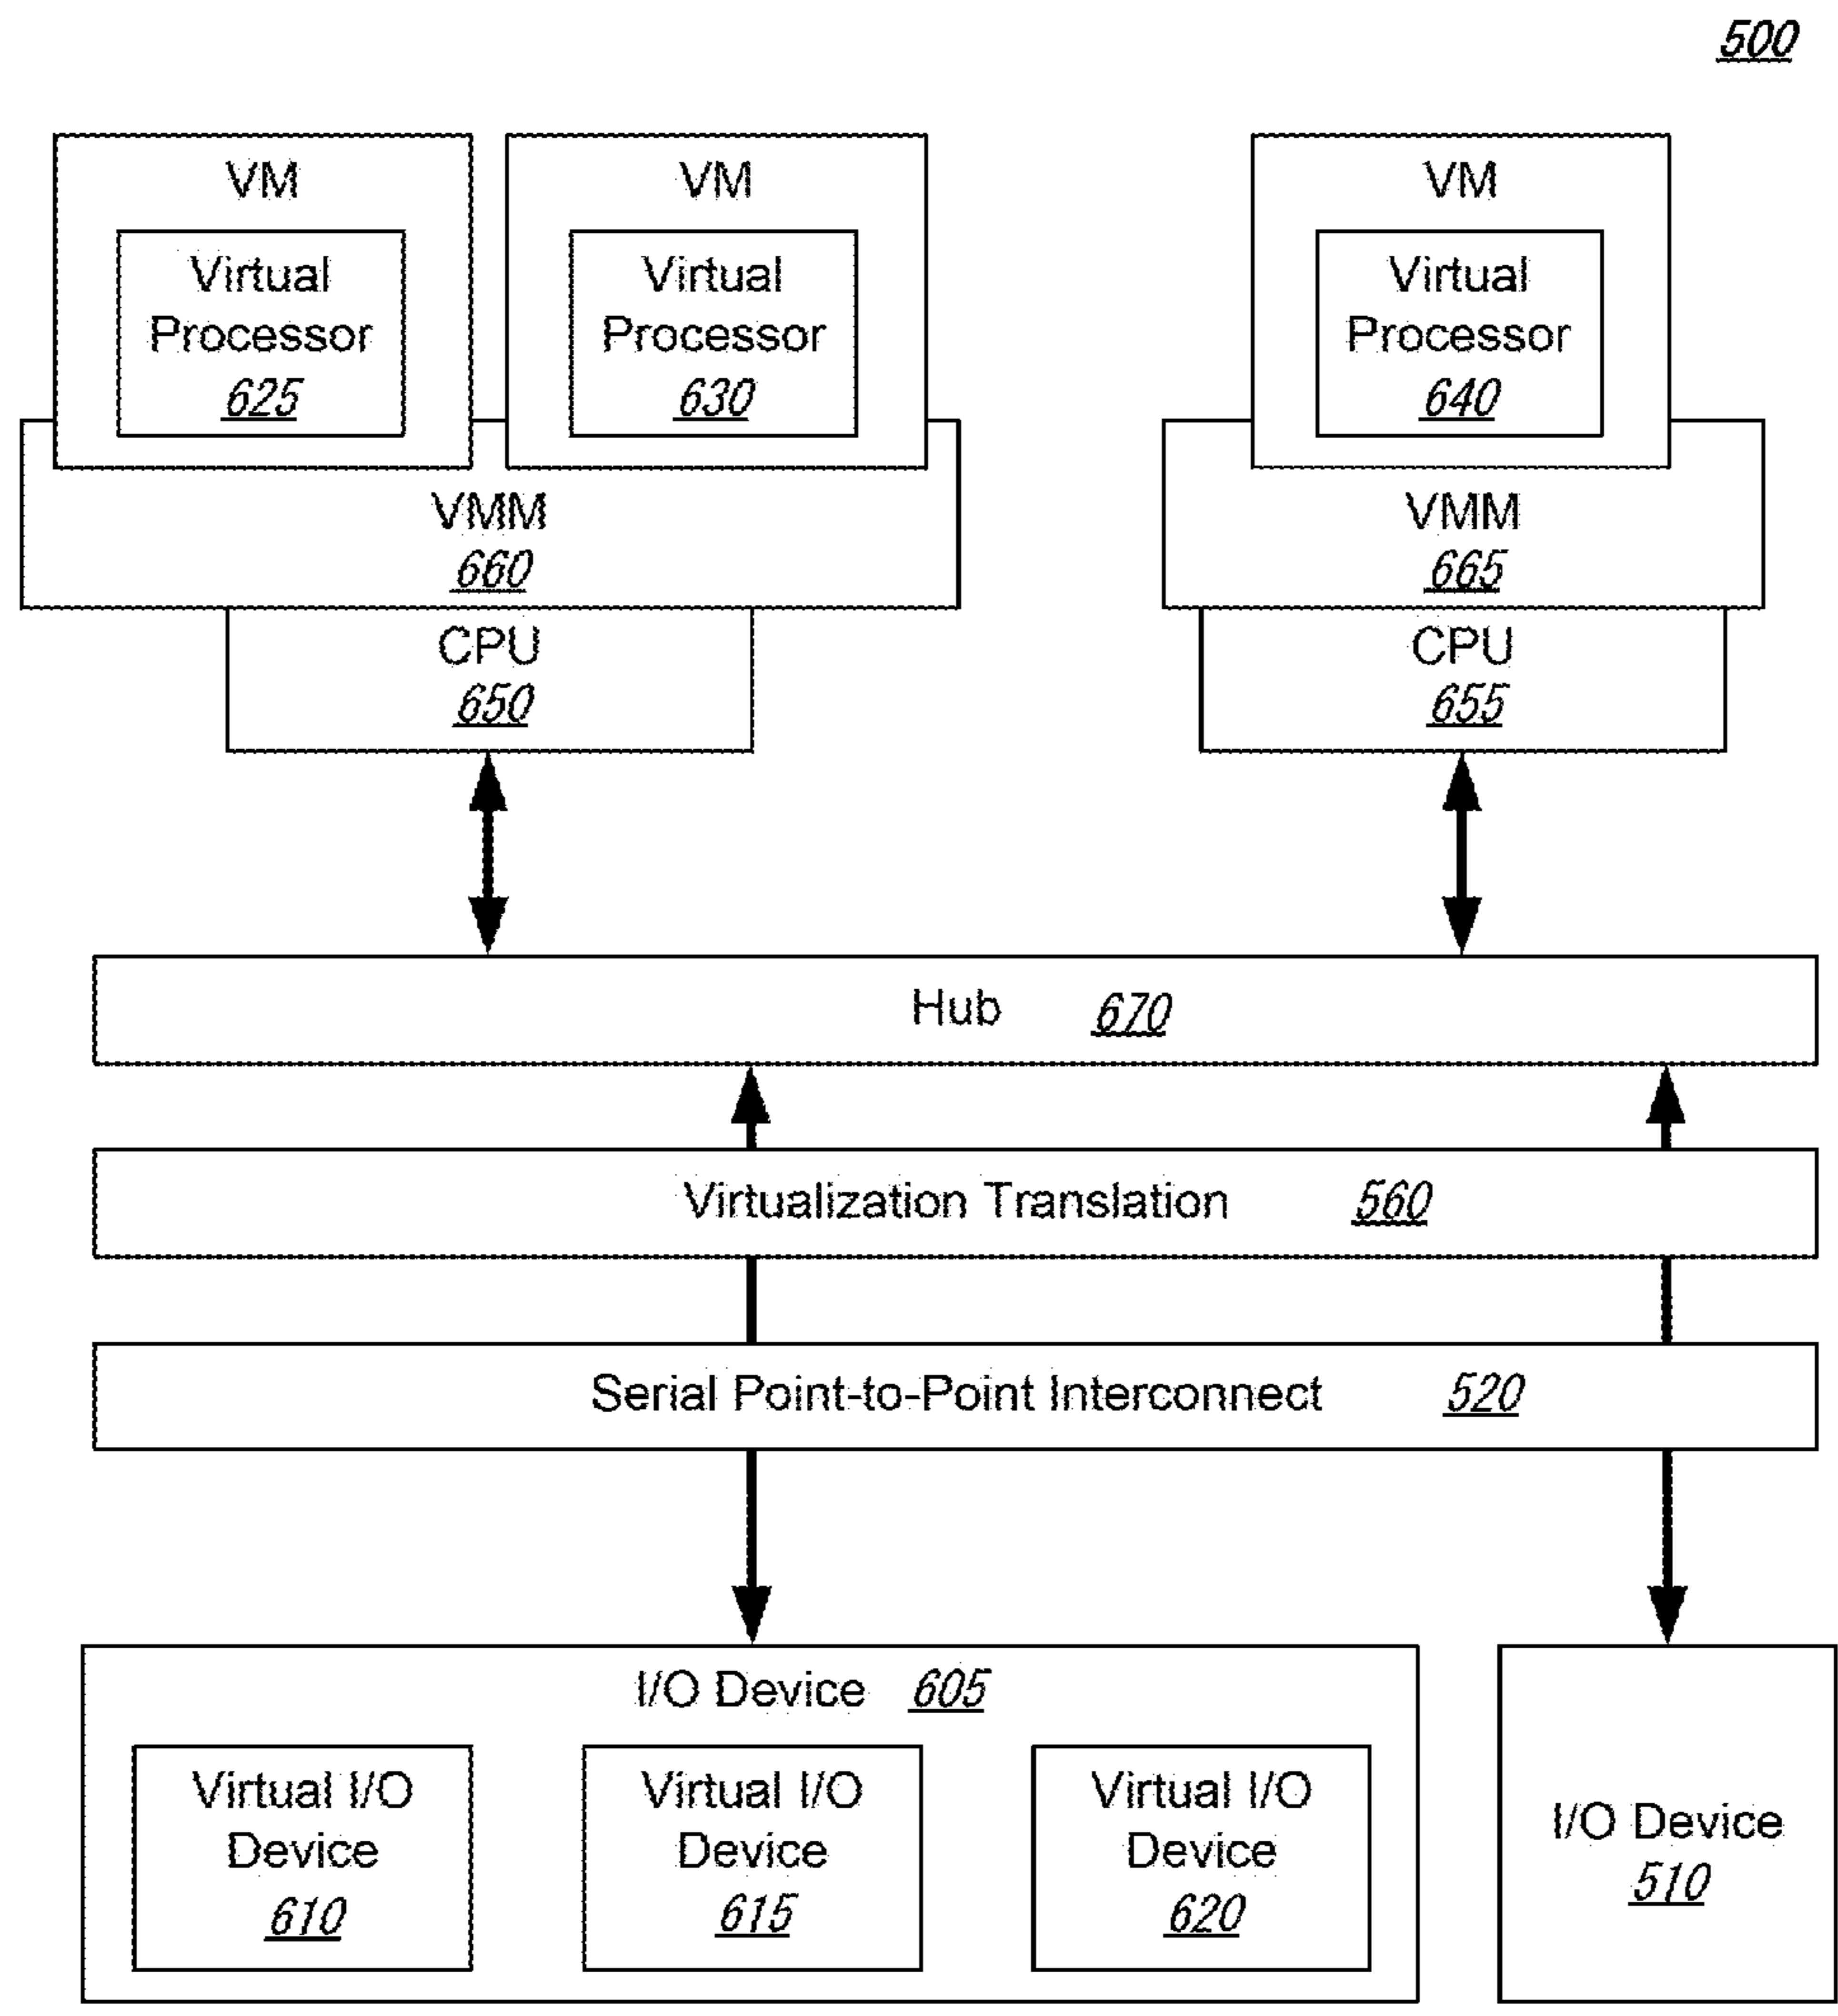 500
VM
Virtual
Processor
625
VM
Virtual
Processor
630
VMM
660
CPU
650
VM
Virtual
Processor
640
VMM
665
CPU
655
Hub 670
Virtualization Translation 560
Serial Point-to-Point Interconnect 520
I/O Device 605
Virtual I/O
Device
610
Virtual I/O
Device
615
Virtual I/O
Device
620
I/O Device
510